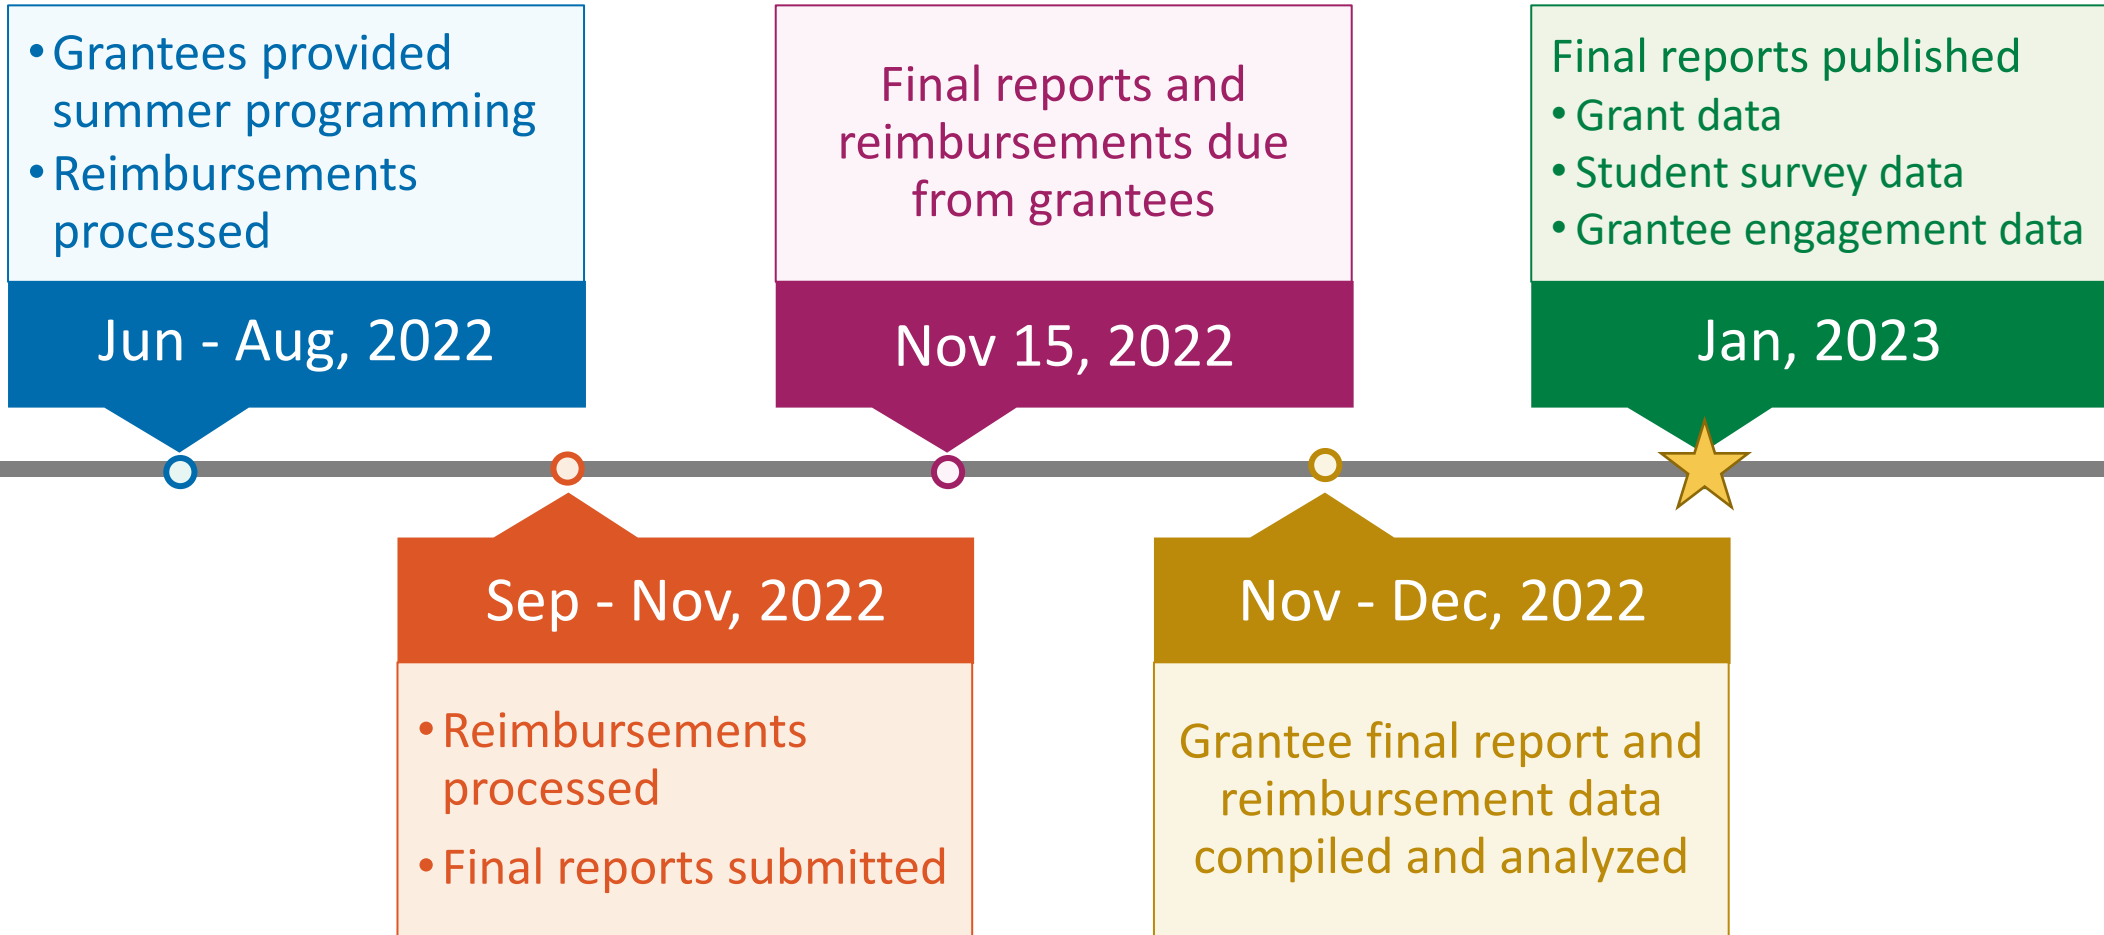 • Grantees provided
summer programming
• Reimbursements
processed
Jun - Aug, 2022
• Reimbursements
processed
• Final reports submitted
Sep - Nov, 2022
Final reports and
reimbursements due
from grantees
Nov 15, 2022
Nov - Dec, 2022
Grantee final report and
reimbursement data
compiled and analyzed
Final reports published
• Grant data
• Student survey data
• Grantee engagement data
Jan, 2023